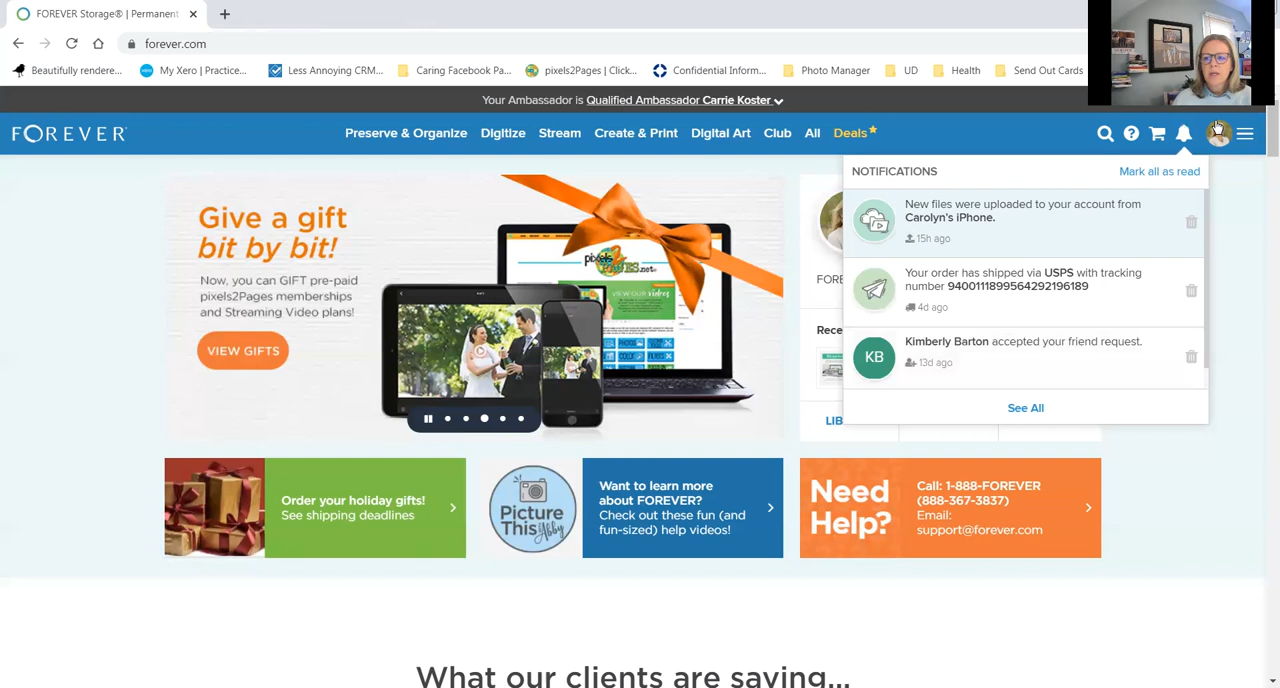 FOREVER Storage® | Permanent
forever.com
Beautifully rendere...
My Xero | Practice...
Less Annoying CRM...
Caring Facebook Pa...
pixels2Pages | Click...
Confidential Inform...
Photo Manager
UD
Health
Send Out Cards
Your Ambassador is Qualified Ambassador Carrie Koster
FOREVER
Preserve & Organize
Digitize
Stream
Create & Print
Digital Art
Club
All
Deals
NOTIFICATIONS
Mark all as read
New files were uploaded to your account from
Carolyn's iPhone.
15h ago
Your order has shipped via USPS with tracking
number 9400111899564292196189
4d ago
KB
Kimberly Barton accepted your friend request.
13d ago
See All
Give a gift
bit by bit!
Now, you can GIFT pre-paid
pixels2Pages memberships
and Streaming Video plans!
VIEW GIFTS
pixels2PAGES.net
FORE
Rece
LIB
Order your holiday gifts!
See shipping deadlines
Picture
This Abby
Want to learn more
about FOREVER?
Check out these fun (and
fun-sized) help videos!
Need
Help?
Call: 1-888-FOREVER
(888-367-3837)
Email:
support@forever.com
What our clients are saying...